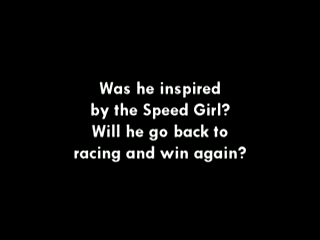 Was he inspired
by the Speed Girl?
Will he go back to
racing and win again?